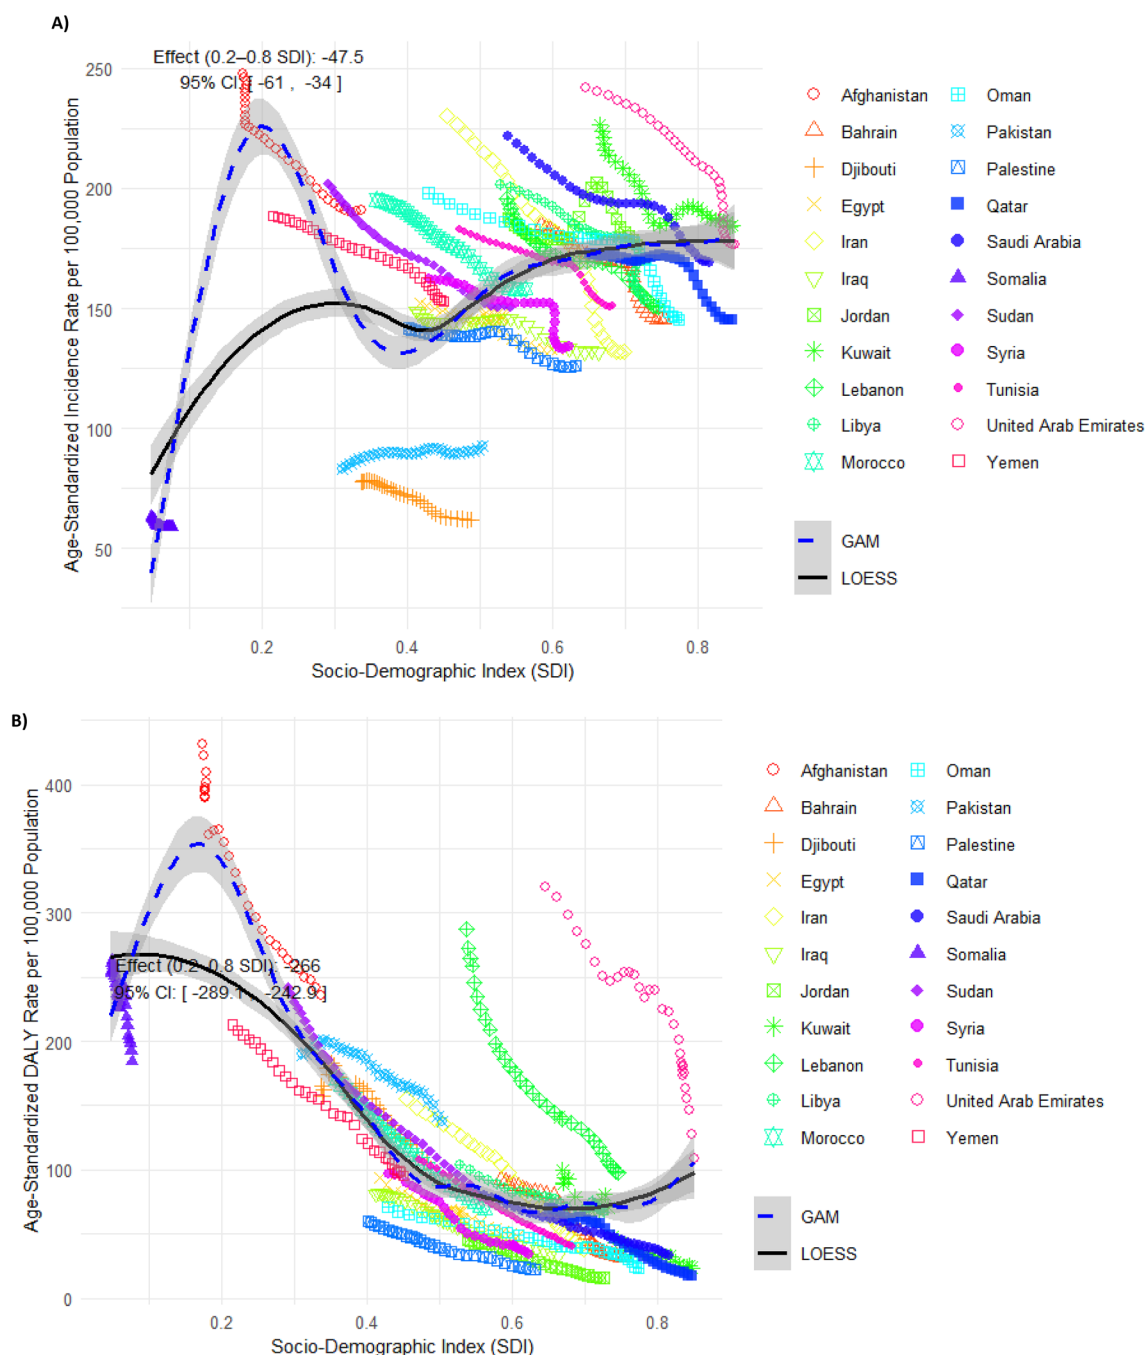 A)
Effect (0.2–0.8 SDI): -47.5
95% CI: [ -61 , -34 ]
Age-Standardized Incidence Rate per 100,000 Population
250
200
150
100
50
0.2
0.4
0.6
0.8
Socio-Demographic Index (SDI)
Afghanistan
Bahrain
Djibouti
Egypt
Iran
Iraq
Jordan
Kuwait
Lebanon
Libya
Morocco
Oman
Pakistan
Palestine
Qatar
Saudi Arabia
Somalia
Sudan
Syria
Tunisia
United Arab Emirates
Yemen
GAM
LOESS
B)
Effect (0.2–0.8 SDI): -266
95% CI: [ -289.1 , -242.9 ]
Age-Standardized DALY Rate per 100,000 Population
400
300
200
100
0
0.2
0.4
0.6
0.8
Socio-Demographic Index (SDI)
Afghanistan
Bahrain
Djibouti
Egypt
Iran
Iraq
Jordan
Kuwait
Lebanon
Libya
Morocco
Oman
Pakistan
Palestine
Qatar
Saudi Arabia
Somalia
Sudan
Syria
Tunisia
United Arab Emirates
Yemen
GAM
LOESS